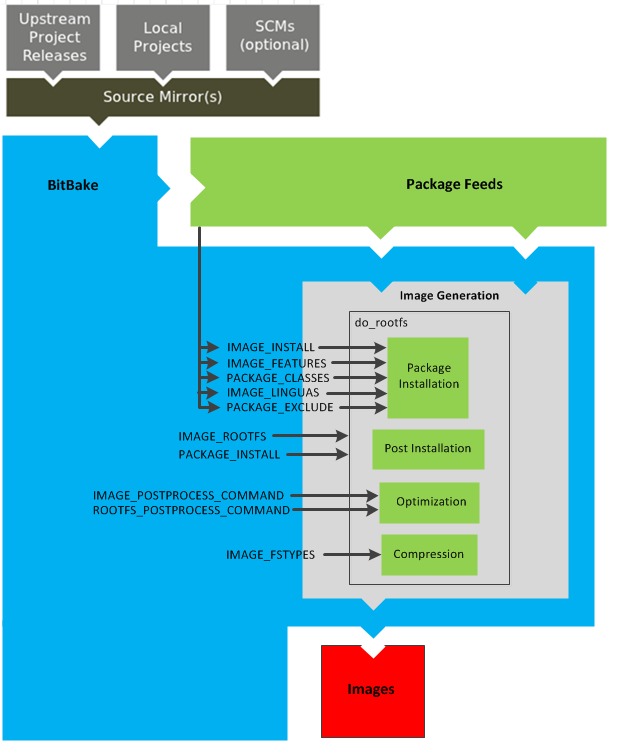 Upstream
Project
Releases
Local
Projects
SCMs
(optional)
Source Mirror(s)
BitBake
Package Feeds
Image Generation
do_rootfs
IMAGE_INSTALL
IMAGE_FEATURES
PACKAGE_CLASSES
IMAGE_LINGUAS
PACKAGE_EXCLUDE
Package
Installation
IMAGE_ROOTFS
PACKAGE_INSTALL
Post Installation
IMAGE_POSTPROCESS_COMMAND
ROOTFS_POSTPROCESS_COMMAND
Optimization
IMAGE_FSTYPES
Compression
Images